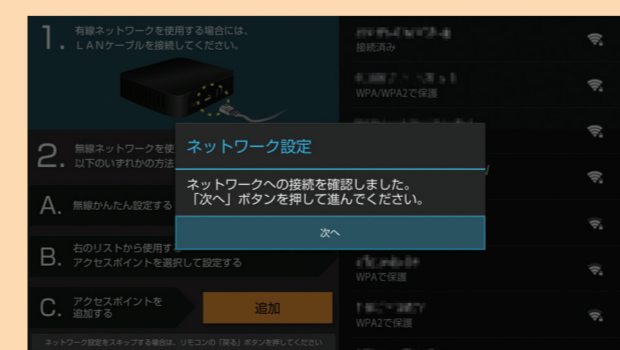 1.
有線ネットワークを使用する場合には、
LANケーブルを接続してください。
2.
無線ネットワークを使
以下のいずれかの方法
A.
無線かんたん設定する
B.
右のリストから使用す
アクセスポイントを選択して設定する
C.
アクセスポイントを
追加する
追加
ネットワーク設定をスキップする場合は、リモコンの「戻る」ボタンを押してください
ネットワーク設定
ネットワークへの接続を確認しました。
「次へ」ボタンを押して進んでください。
次へ
接続済み
WPA/WPA2で保護
WPAで保護
WPA2で保護